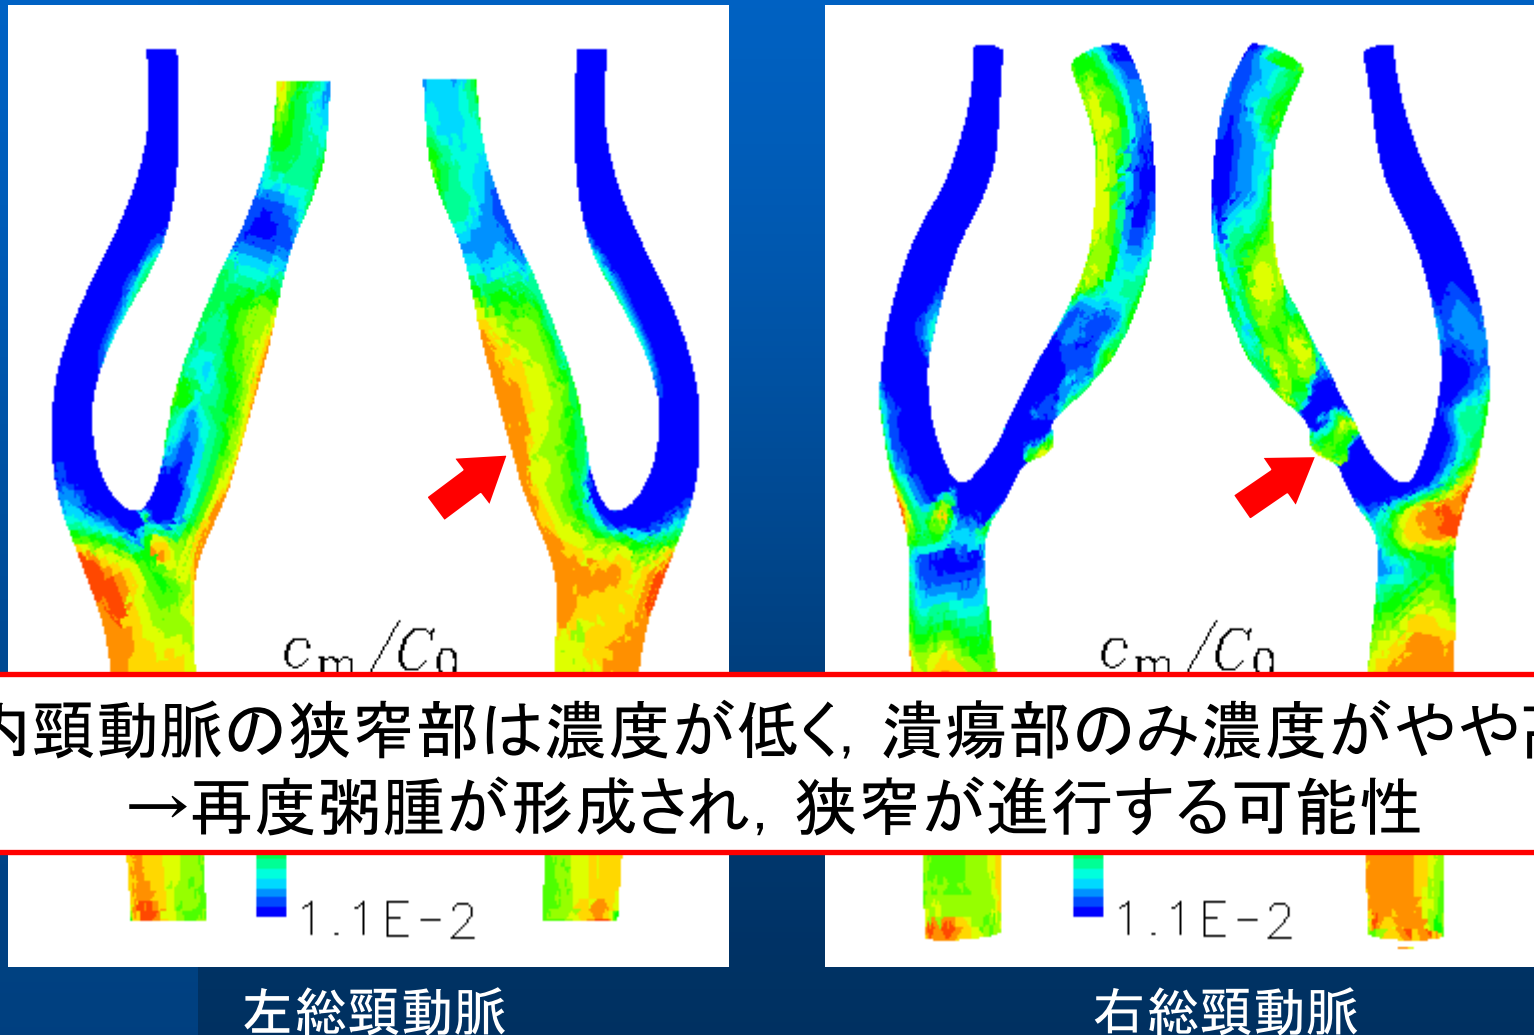 cm/C0
cm/C0
頸動脈の狭窄部は濃度が低く, 潰瘍部のみ濃度がやや
→再度粥腫が形成され, 狭窄が進行する可能性
1.1E-2
1.1E-2
左総頸動脈
右総頸動脈